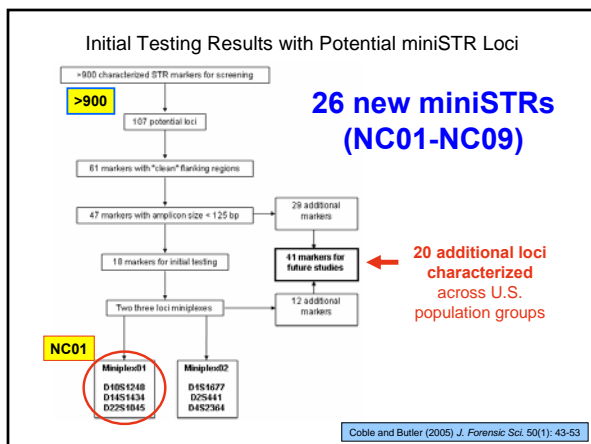 Initial Testing Results with Potential miniSTR Loci
>900 characterized STR markers for screening
>900
26 new miniSTRs
(NC01-NC09)
107 potential loci
61 markers with "clean" flanking regions
47 markers with amplicon size < 125 bp
29 additional
markers
18 markers for initial testing
41 markers for
future studies
20 additional loci
characterized
across U.S.
population groups
Two three loci miniplexes
12 additional
markers
NC01
Miniplex01
D10S1248
D14S1434
D22S1045
Miniplex02
D1S1677
D2S441
D4S2364
Coble and Butler (2005) J. Forensic Sci. 50(1): 43-53